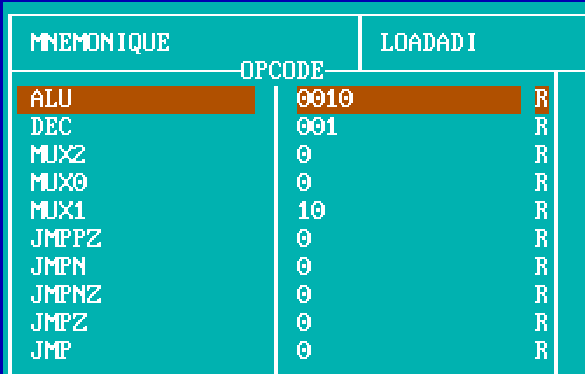 MNEMONIQUE LOADADI
OPCODE
ALU 0010 R
DEC 001 R
MUX2 0 R
MUX0 0 R
MUX1 10 R
JMPPZ 0 R
JMPN 0 R
JMPNZ 0 R
JMPZ 0 R
JMP 0 R